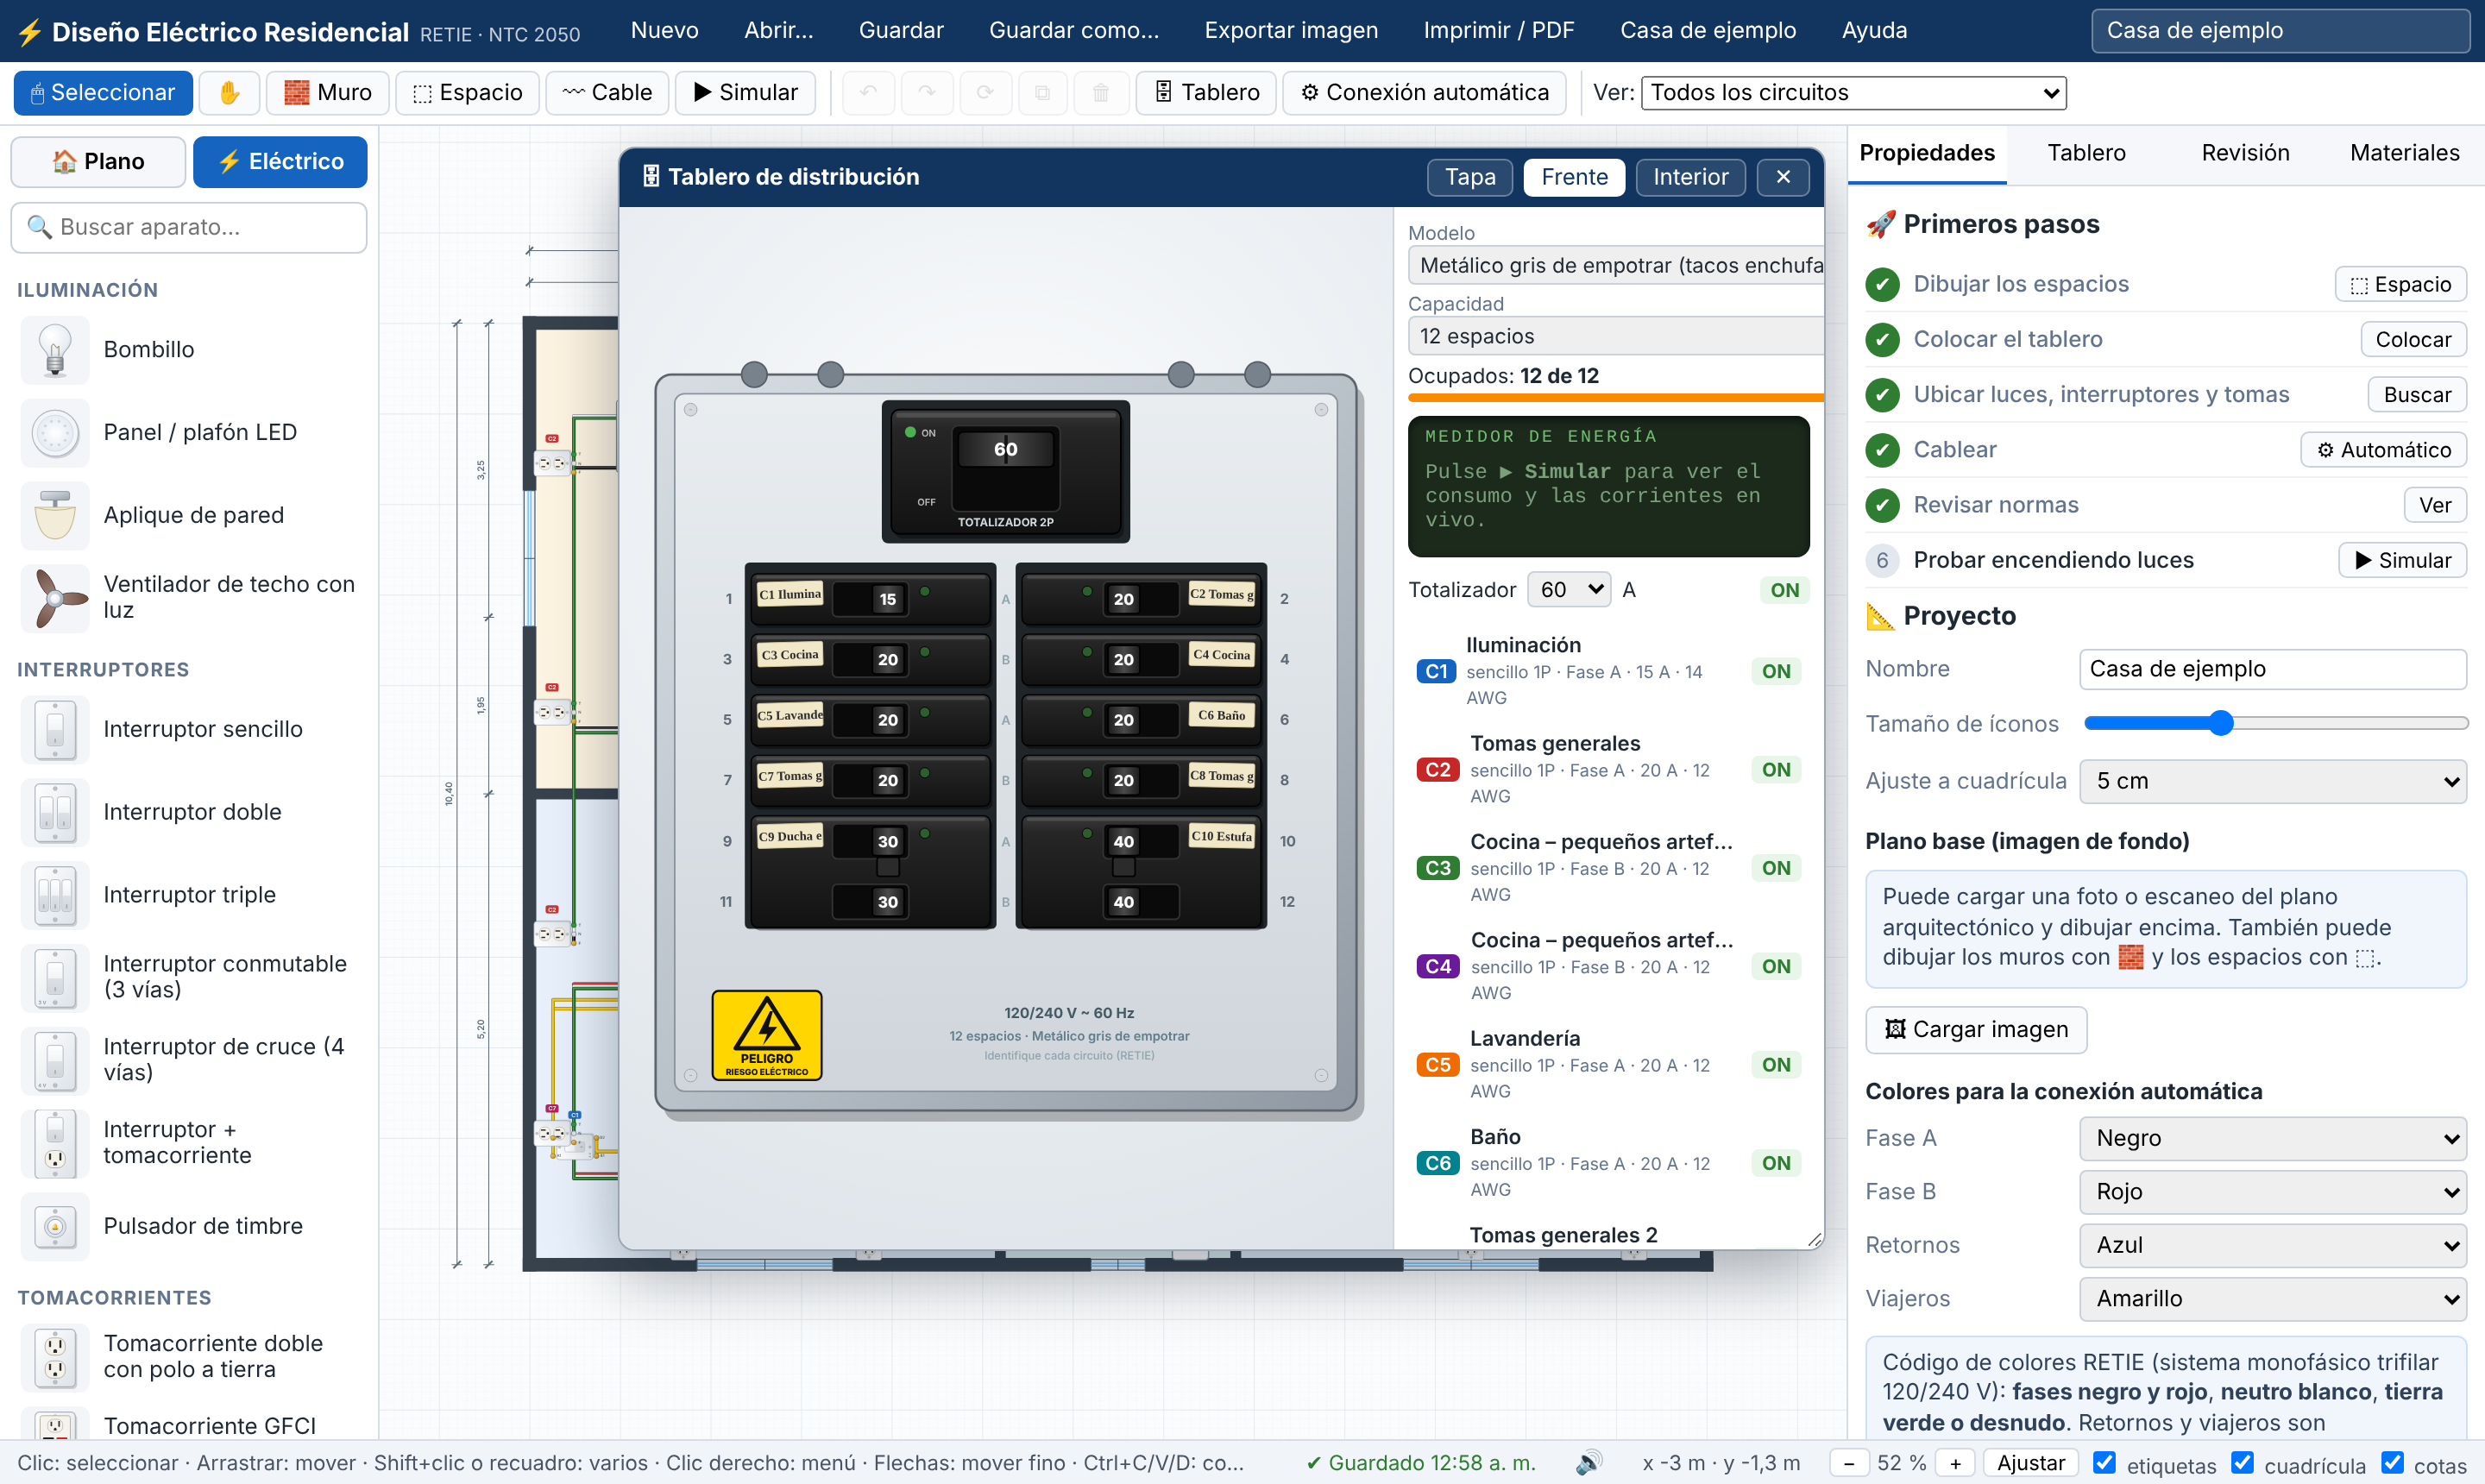 ⚡ Diseño Eléctrico Residencial RETIE · NTC 2050 Nuevo Abrir... Guardar Guardar como... Exportar imagen Imprimir / PDF Casa de ejemplo Ayuda Casa de ejemplo
Seleccionar ✋ Muro Espacio Cable ▶ Simular Tablero ⚙ Conexión automática Ver: Todos los circuitos
Plano ⚡ Eléctrico
Buscar aparato...
ILUMINACIÓN
Bombillo
Panel / plafón LED
Aplique de pared
Ventilador de techo con
luz
INTERRUPTORES
Interruptor sencillo
Interruptor doble
Interruptor triple
Interruptor conmutable
(3 vías)
Interruptor de cruce (4
vías)
Interruptor +
tomacorriente
Pulsador de timbre
TOMACORRIENTES
Tomacorriente doble
con polo a tierra
Tomacorriente GFCI
3,25
1,95
10,40
5,20
C2
C2
C2
C7 C1
Tablero de distribución Tapa Frente Interior ✕
ON
60
OFF
TOTALIZADOR 2P
1 C1 Ilumina 15 A 20 C2 Tomas g 2
3 C3 Cocina 20 B 20 C4 Cocina 4
5 C5 Lavande 20 A 20 C6 Baño 6
7 C7 Tomas g 20 B 20 C8 Tomas g 8
9 C9 Ducha e 30 A 40 C10 Estufa 10
11 30 B 40 12
PELIGRO
RIESGO ELÉCTRICO
120/240 V ~ 60 Hz
12 espacios · Metálico gris de empotrar
Identifique cada circuito (RETIE)
Modelo
Metálico gris de empotrar (tacos enchufa
Capacidad
12 espacios
Ocupados: 12 de 12
MEDIDOR DE ENERGÍA
Pulse ▶ Simular para ver el
consumo y las corrientes en
vivo.
Totalizador 60 A ON
Iluminación
C1 sencillo 1P · Fase A · 15 A · 14 ON
AWG
Tomas generales
C2 sencillo 1P · Fase A · 20 A · 12 ON
AWG
Cocina – pequeños artef...
C3 sencillo 1P · Fase B · 20 A · 12 ON
AWG
Cocina – pequeños artef...
C4 sencillo 1P · Fase B · 20 A · 12 ON
AWG
Lavandería
C5 sencillo 1P · Fase A · 20 A · 12 ON
AWG
Baño
C6 sencillo 1P · Fase A · 20 A · 12 ON
AWG
Tomas generales 2
Propiedades Tablero Revisión Materiales
Primeros pasos
✔ Dibujar los espacios Espacio
✔ Colocar el tablero Colocar
✔ Ubicar luces, interruptores y tomas Buscar
✔ Cablear ⚙ Automático
✔ Revisar normas Ver
6 Probar encendiendo luces ▶ Simular
Proyecto
Nombre Casa de ejemplo
Tamaño de íconos
Ajuste a cuadrícula 5 cm
Plano base (imagen de fondo)
Puede cargar una foto o escaneo del plano
arquitectónico y dibujar encima. También puede
dibujar los muros con 🧱 y los espacios con ⬚.
Cargar imagen
Colores para la conexión automática
Fase A Negro
Fase B Rojo
Retornos Azul
Viajeros Amarillo
Código de colores RETIE (sistema monofásico trifilar
120/240 V): fases negro y rojo, neutro blanco, tierra
verde o desnudo. Retornos y viajeros son
Clic: seleccionar · Arrastrar: mover · Shift+clic o recuadro: varios · Clic derecho: menú · Flechas: mover fino · Ctrl+C/V/D: co... ✔ Guardado 12:58 a. m. x -3 m · y -1,3 m − 52 % + Ajustar etiquetas cuadrícula cotas